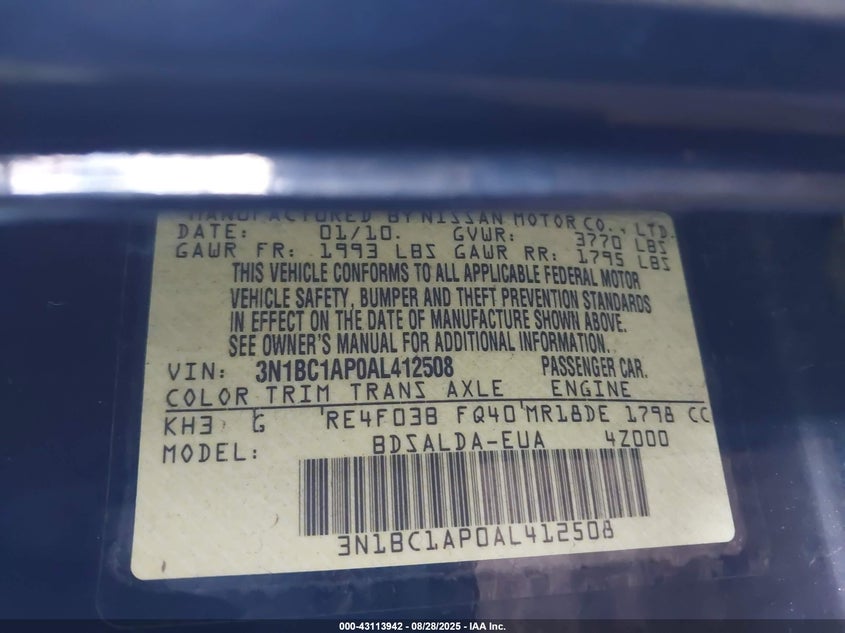 MANUFACTURED BY NISSAN MOTOR CO., LTD.
DATE: 01/10. GVWR: 3770 LBS
GAWR FR: 1993 LBS GAWR RR: 1795 LBS
THIS VEHICLE CONFORMS TO ALL APPLICABLE FEDERAL MOTOR
VEHICLE SAFETY, BUMPER AND THEFT PREVENTION STANDARDS
IN EFFECT ON THE DATE OF MANUFACTURE SHOWN ABOVE.
SEE OWNER'S MANUAL FOR ADDITIONAL INFORMATION.
VIN: 3N1BC1AP0AL412508 PASSENGER CAR.
COLOR TRIM TRANS AXLE ENGINE
KH3 G RE4F03B FQ40 MR18DE 1798 CC
MODEL: BDSALDA-EUA 4Z000
3N1BC1AP0AL412508
000-43113942 - 08/28/2025 - IAA Inc.